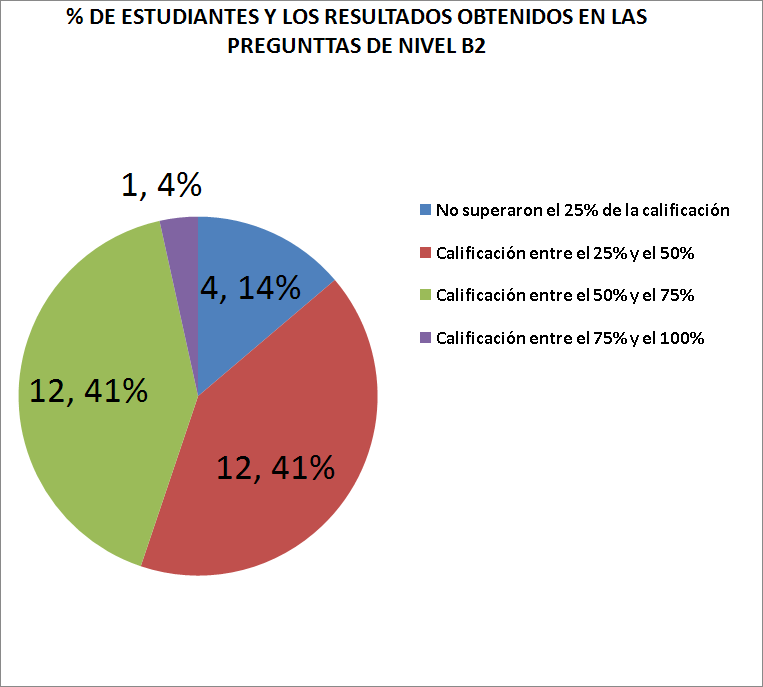 % DE ESTUDIANTES Y LOS RESULTADOS OBTENIDOS EN LAS
PREGUNTTAS DE NIVEL B2
1, 4%
4, 14%
12, 41%
12, 41%
No superaron el 25% de la calificación
Calificación entre el 25% y el 50%
Calificación entre el 50% y el 75%
Calificación entre el 75% y el 100%